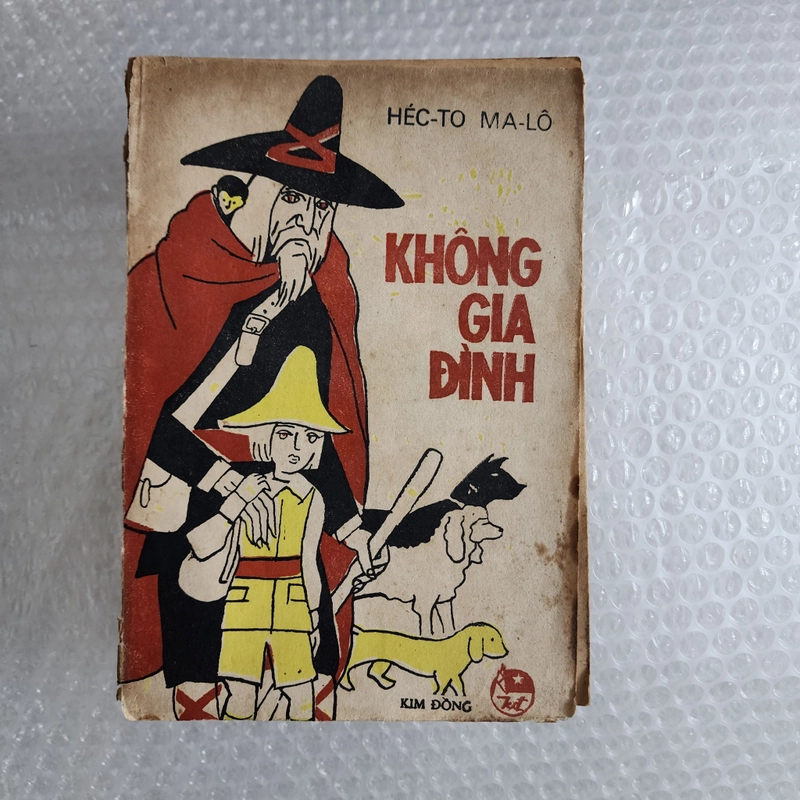 HÉC-TO MA-LÔ
KHÔNG
GIA
ĐÌNH
KIM ĐỒNG